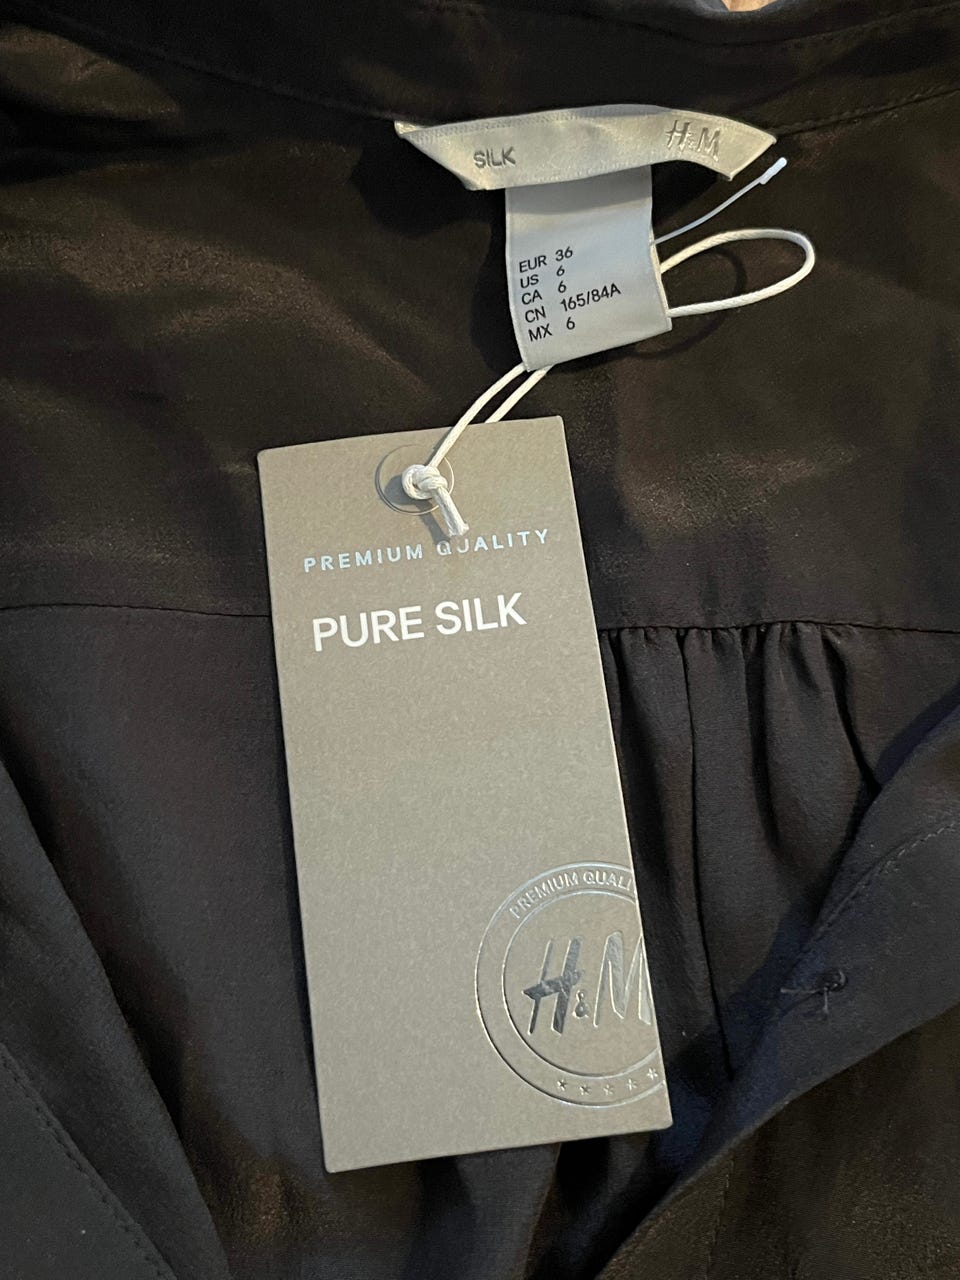 SILK
H&M
EUR 36
US 6
CA 6
CN 165/84A
MX 6
PREMIUM QUALITY
PURE SILK
PREMIUM QUALI
H&M